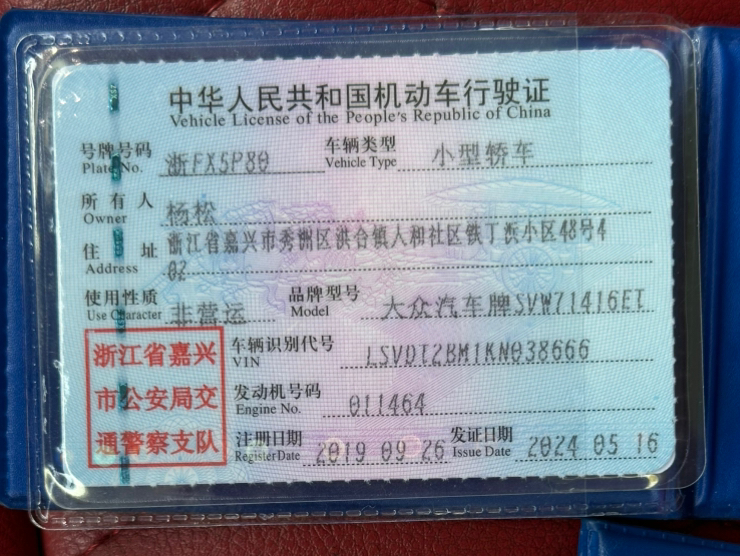 中华人民共和国机动车行驶证
Vehicle License of the People's Republic of China
号牌号码 浙FX5P80 车辆类型 小型轿车
Plate No. Vehicle Type
所有人 杨松
Owner
住址 浙江省嘉兴市秀洲区洪合镇人和社区铁丁浜小区48号4
Address 02
使用性质 非营运 品牌型号 大众汽车牌SVW71416ET
Use Character Model
浙江省嘉兴 车辆识别代号 LSVDT2BM1KN038666
VIN
市公安局交 发动机号码 011464
Engine No.
通警察支队 注册日期 2019 09 26 发证日期 2024 05 16
Register Date Issue Date